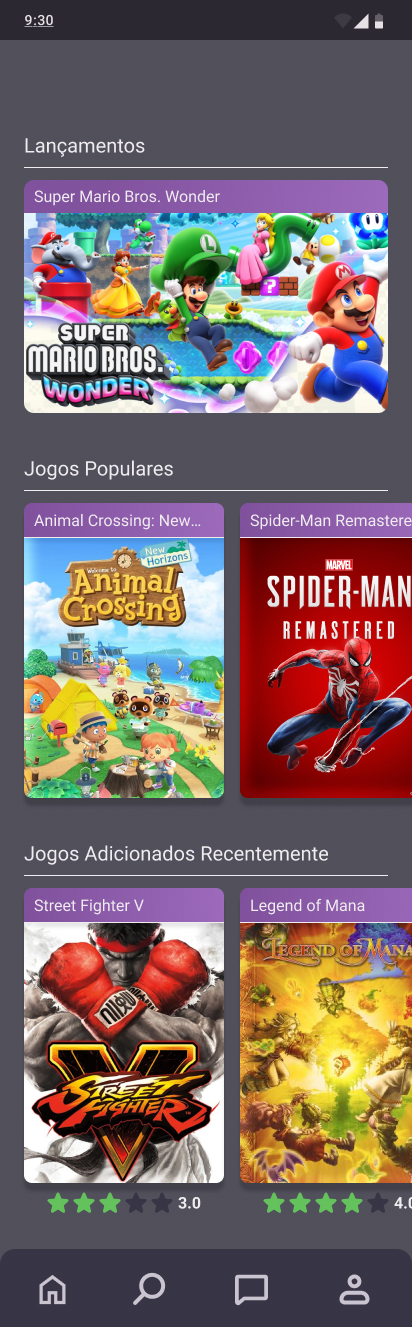 9:30
Lançamentos
Super Mario Bros. Wonder
L
M
?
SUPER
MARIO BROS.
WONDER
Jogos Populares
Animal Crossing: New...
Spider-Man Remastere
New
Horizons
Welcome to
Animal
Crossing
MARVEL
SPIDER-MAN
REMASTERED
Jogos Adicionados Recentemente
Street Fighter V
Legend of Mana
LEGEND OF MANA
V
STREET
FIGHTER
3.0
4.0